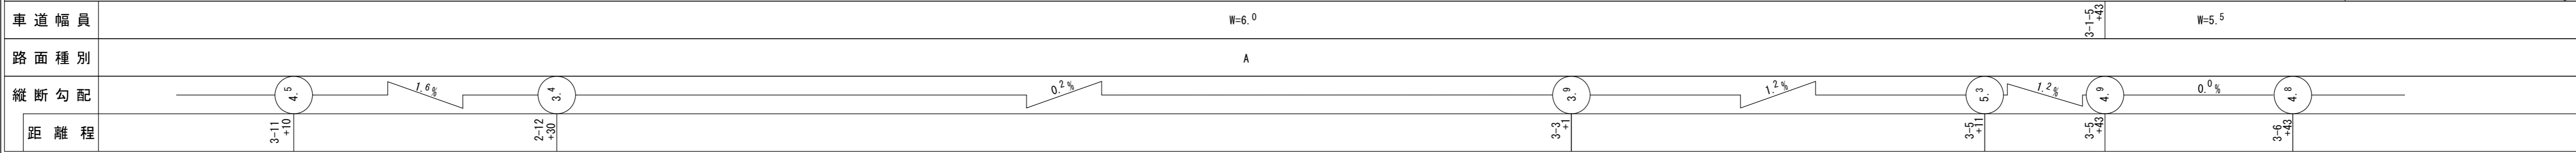 車道幅員 W=6.0 3-1-5 +43 W=5.5
路面種別 A
縦断勾配 4.5 1.6% 3.4 0.2% 3.9 1.2% 5.3 1.2% 4.9 0.0% 4.8
距離程 3-11 +10 2-12 +30 3-3 +1 3-5 +11 3-5 +43 3-6 +43